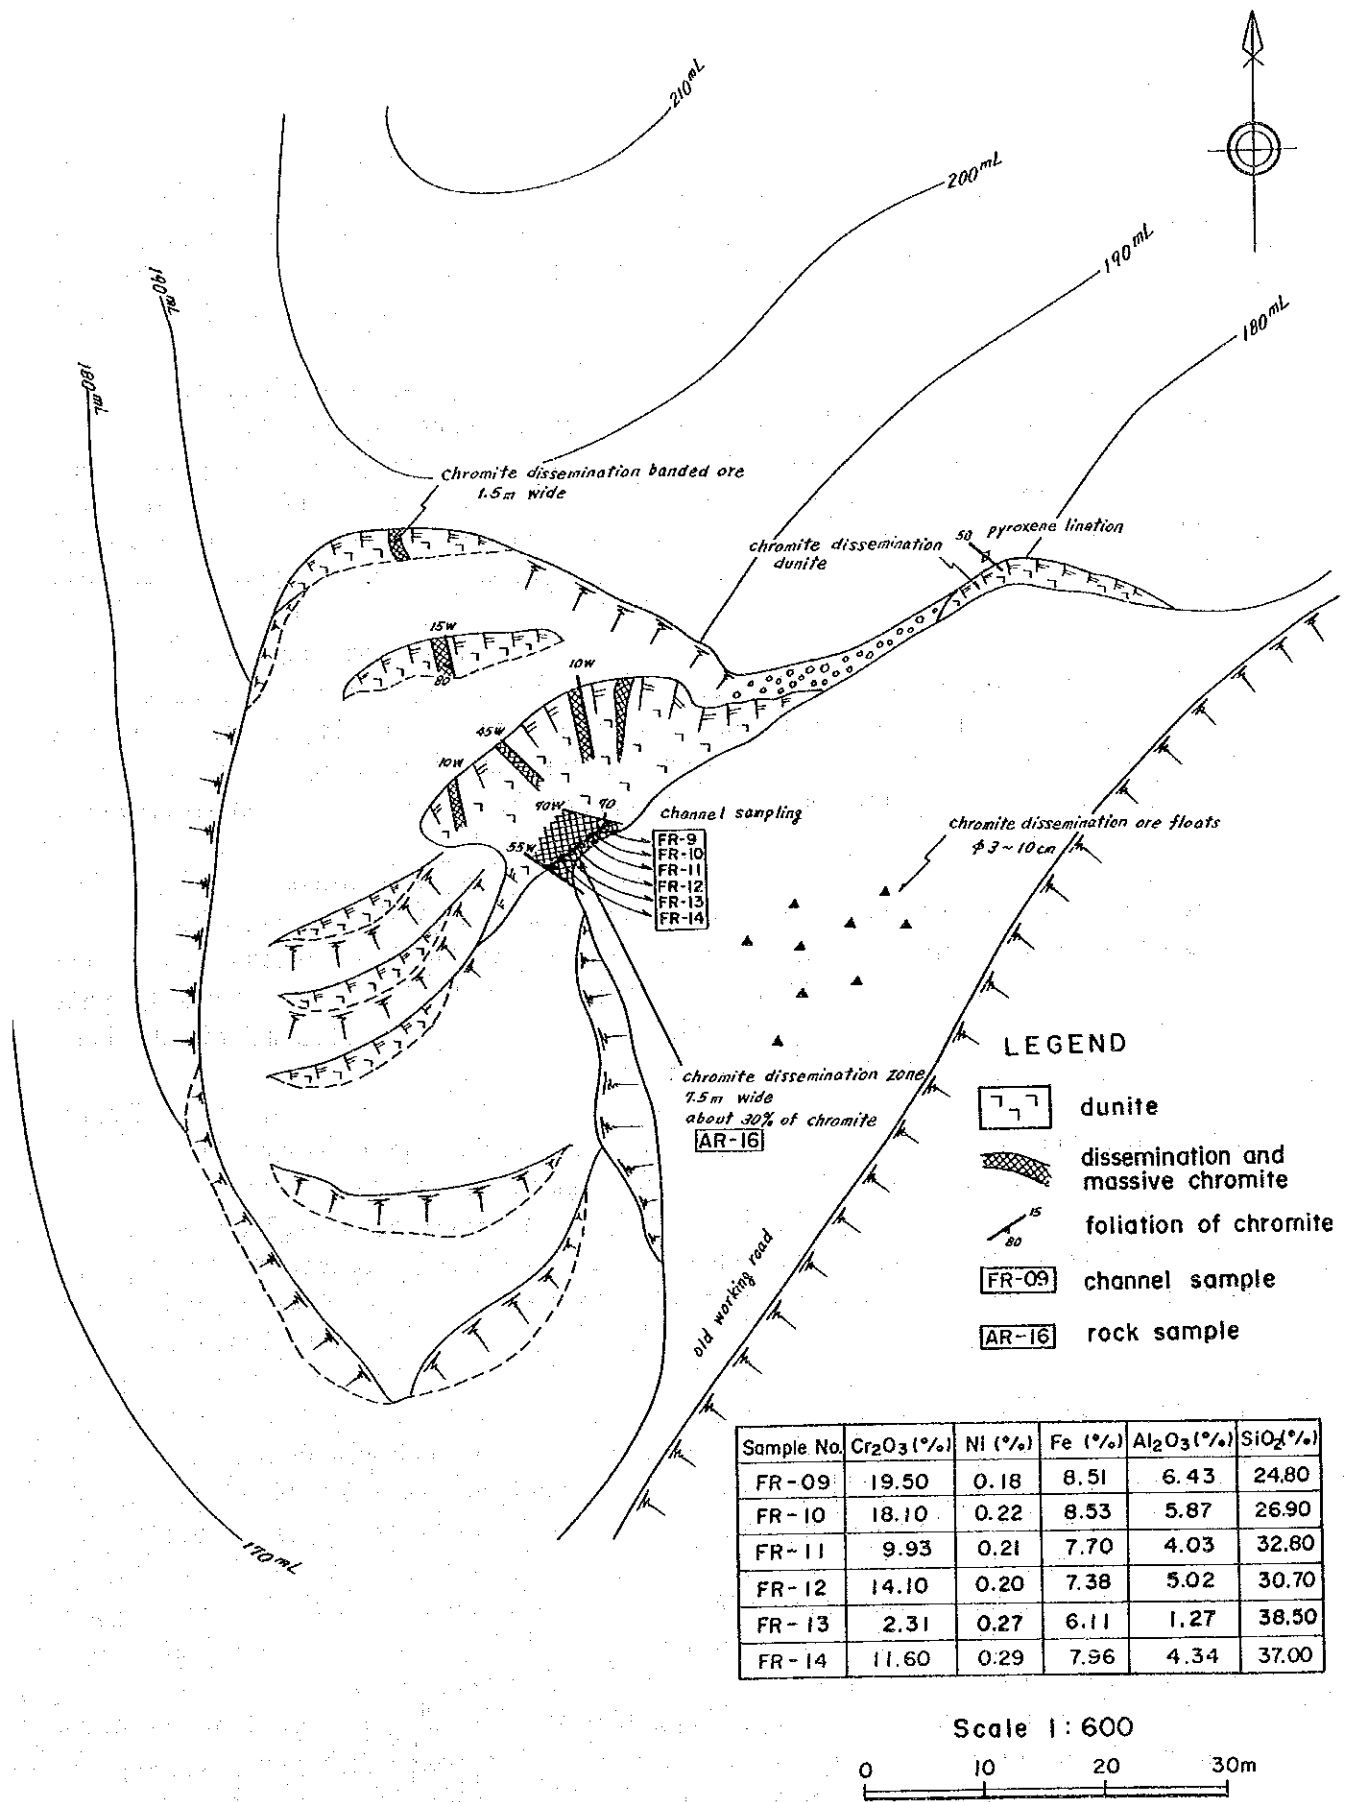 210mL
200mL
190mL
190mL
180mL
180mL
Chromite dissemination banded ore
1.5m wide
50 pyroxene lination
chromite dissemination
dunite
15W
80
10W
45W
10W
70W
70
55W
Channel sampling
FR-9
FR-10
FR-11
FR-12
FR-13
FR-14
chromite dissemination ore floats
φ 3~10cm
chromite dissemination zone
7.5m wide
about 30% of chromite
AR-16
LEGEND
dunite
dissemination and
massive chromite
15
80
foliation of chromite
FR-09 channel sample
AR-16 rock sample
old working road
170mL
Sample No. Cr2O3(%) Ni (%) Fe (%) Al2O3(%) SiO2(%)
FR-09 19.50 0.18 8.51 6.43 24.80
FR-10 18.10 0.22 8.53 5.87 26.90
FR-11 9.93 0.21 7.70 4.03 32.80
FR-12 14.10 0.20 7.38 5.02 30.70
FR-13 2.31 0.27 6.11 1.27 38.50
FR-14 11.60 0.29 7.96 4.34 37.00
Scale 1:600
0 10 20 30m